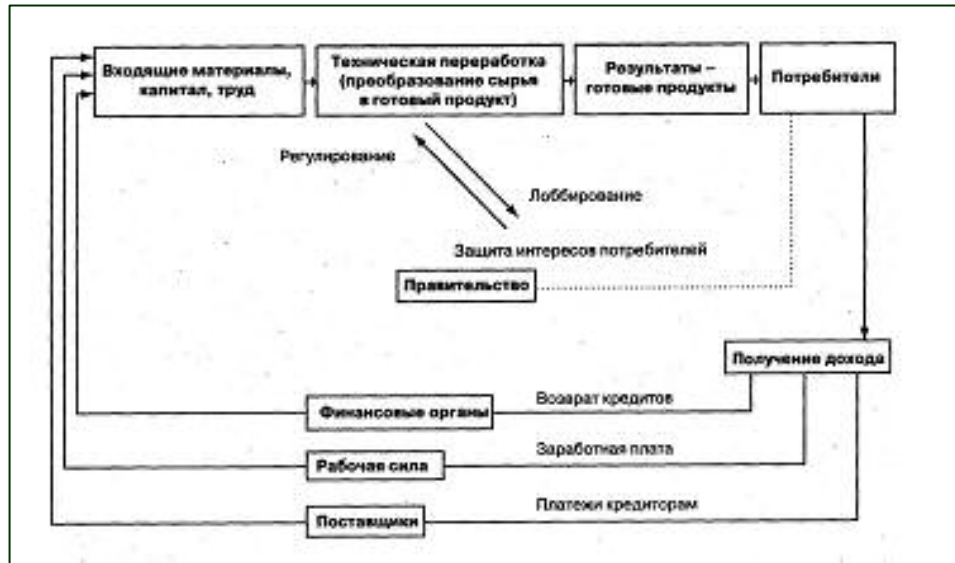 Входящие материалы,
капитал, труд
Техническая переработка
(преобразование сырья
в готовый продукт)
Результаты –
готовые продукты
Потребители
Регулирование
Лоббирование
Защита интересов потребителей
Правительство
Получение дохода
Возврат кредитов
Финансовые органы
Заработная плата
Рабочая сила
Платежи кредиторам
Поставщики